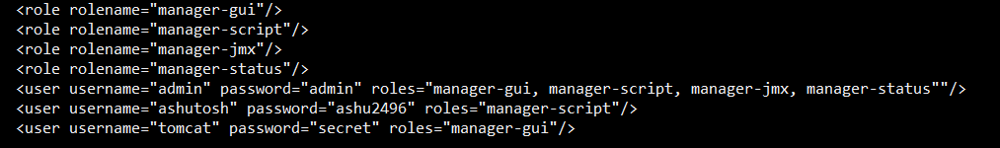 <role rolename="manager-gui"/>
<role rolename="manager-script"/>
<role rolename="manager-jmx"/>
<role rolename="manager-status"/>
<user username="admin" password="admin" roles="manager-gui, manager-script, manager-jmx, manager-status""/>
<user username="ashutosh" password="ashu2496" roles="manager-script"/>
<user username="tomcat" password="secret" roles="manager-gui"/>